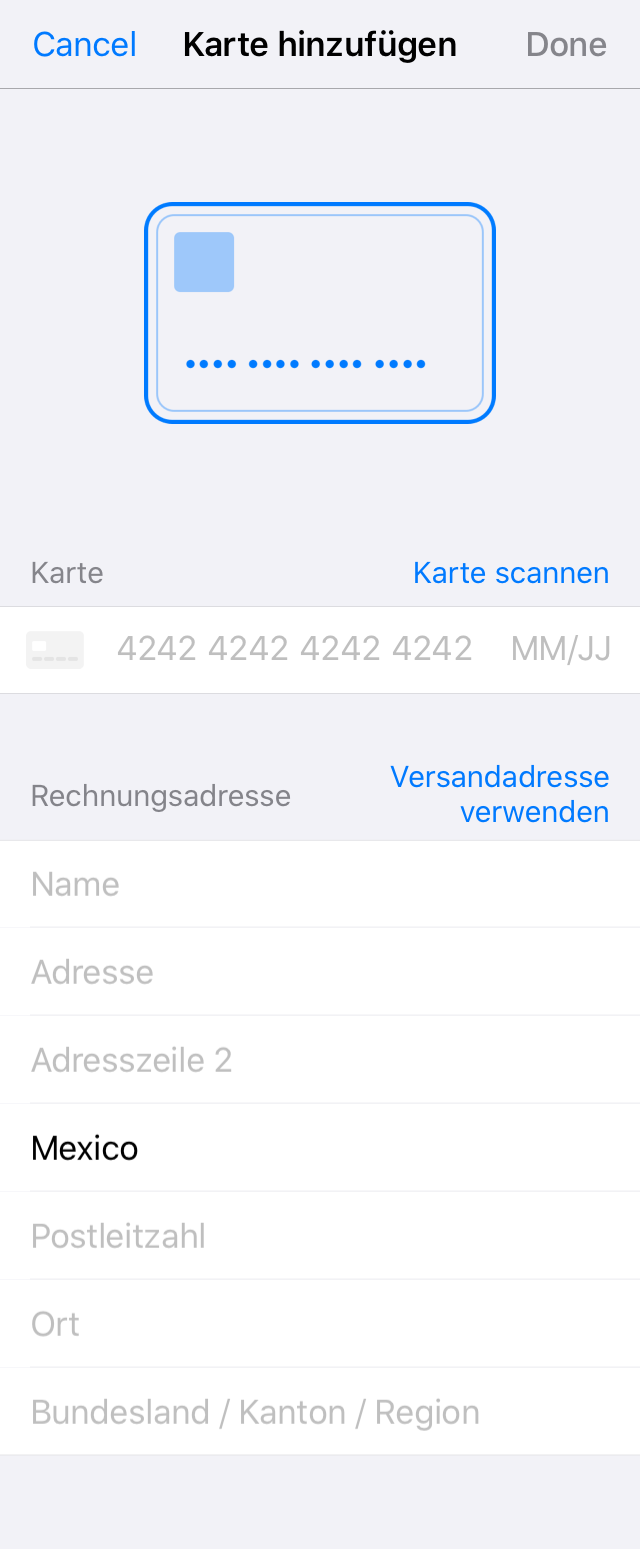 Cancel Karte hinzufügen Done
•••• •••• •••• ••••
Karte Karte scannen
4242 4242 4242 4242 MM/JJ
Rechnungsadresse Versandadresse
verwenden
Name
Adresse
Adresszeile 2
Mexico
Postleitzahl
Ort
Bundesland / Kanton / Region